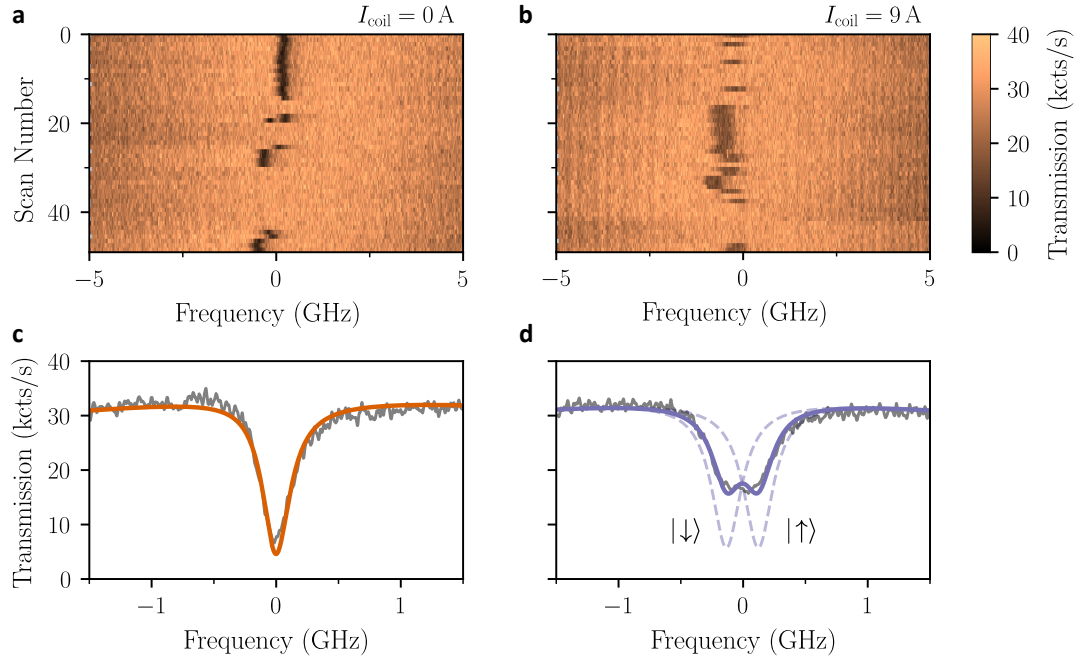 a
I_coil = 0 A
b
I_coil = 9 A
0
20
40
Scan Number
−5
0
5
Frequency (GHz)
−5
0
5
Frequency (GHz)
40
30
20
10
0
Transmission (kcts/s)
c
40
30
20
10
0
Transmission (kcts/s)
−1
0
1
Frequency (GHz)
d
|↓⟩
|↑⟩
−1
0
1
Frequency (GHz)